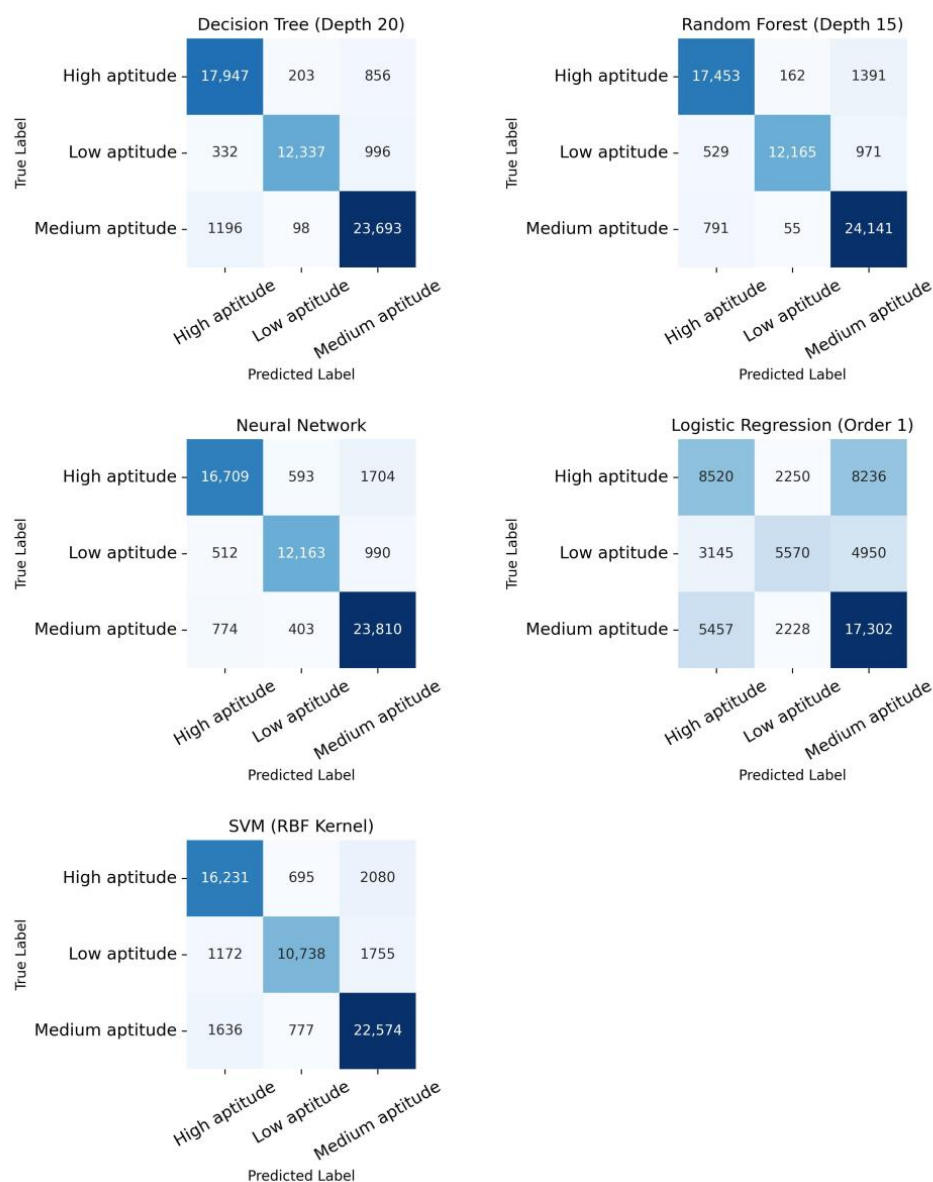 Decision Tree (Depth 20)
True Label
High aptitude 17,947 203 856
Low aptitude 332 12,337 996
Medium aptitude 1196 98 23,693
High aptitude Low aptitude Medium aptitude
Predicted Label
Random Forest (Depth 15)
True Label
High aptitude 17,453 162 1391
Low aptitude 529 12,165 971
Medium aptitude 791 55 24,141
High aptitude Low aptitude Medium aptitude
Predicted Label
Neural Network
True Label
High aptitude 16,709 593 1704
Low aptitude 512 12,163 990
Medium aptitude 774 403 23,810
High aptitude Low aptitude Medium aptitude
Predicted Label
Logistic Regression (Order 1)
True Label
High aptitude 8520 2250 8236
Low aptitude 3145 5570 4950
Medium aptitude 5457 2228 17,302
High aptitude Low aptitude Medium aptitude
Predicted Label
SVM (RBF Kernel)
True Label
High aptitude 16,231 695 2080
Low aptitude 1172 10,738 1755
Medium aptitude 1636 777 22,574
High aptitude Low aptitude Medium aptitude
Predicted Label